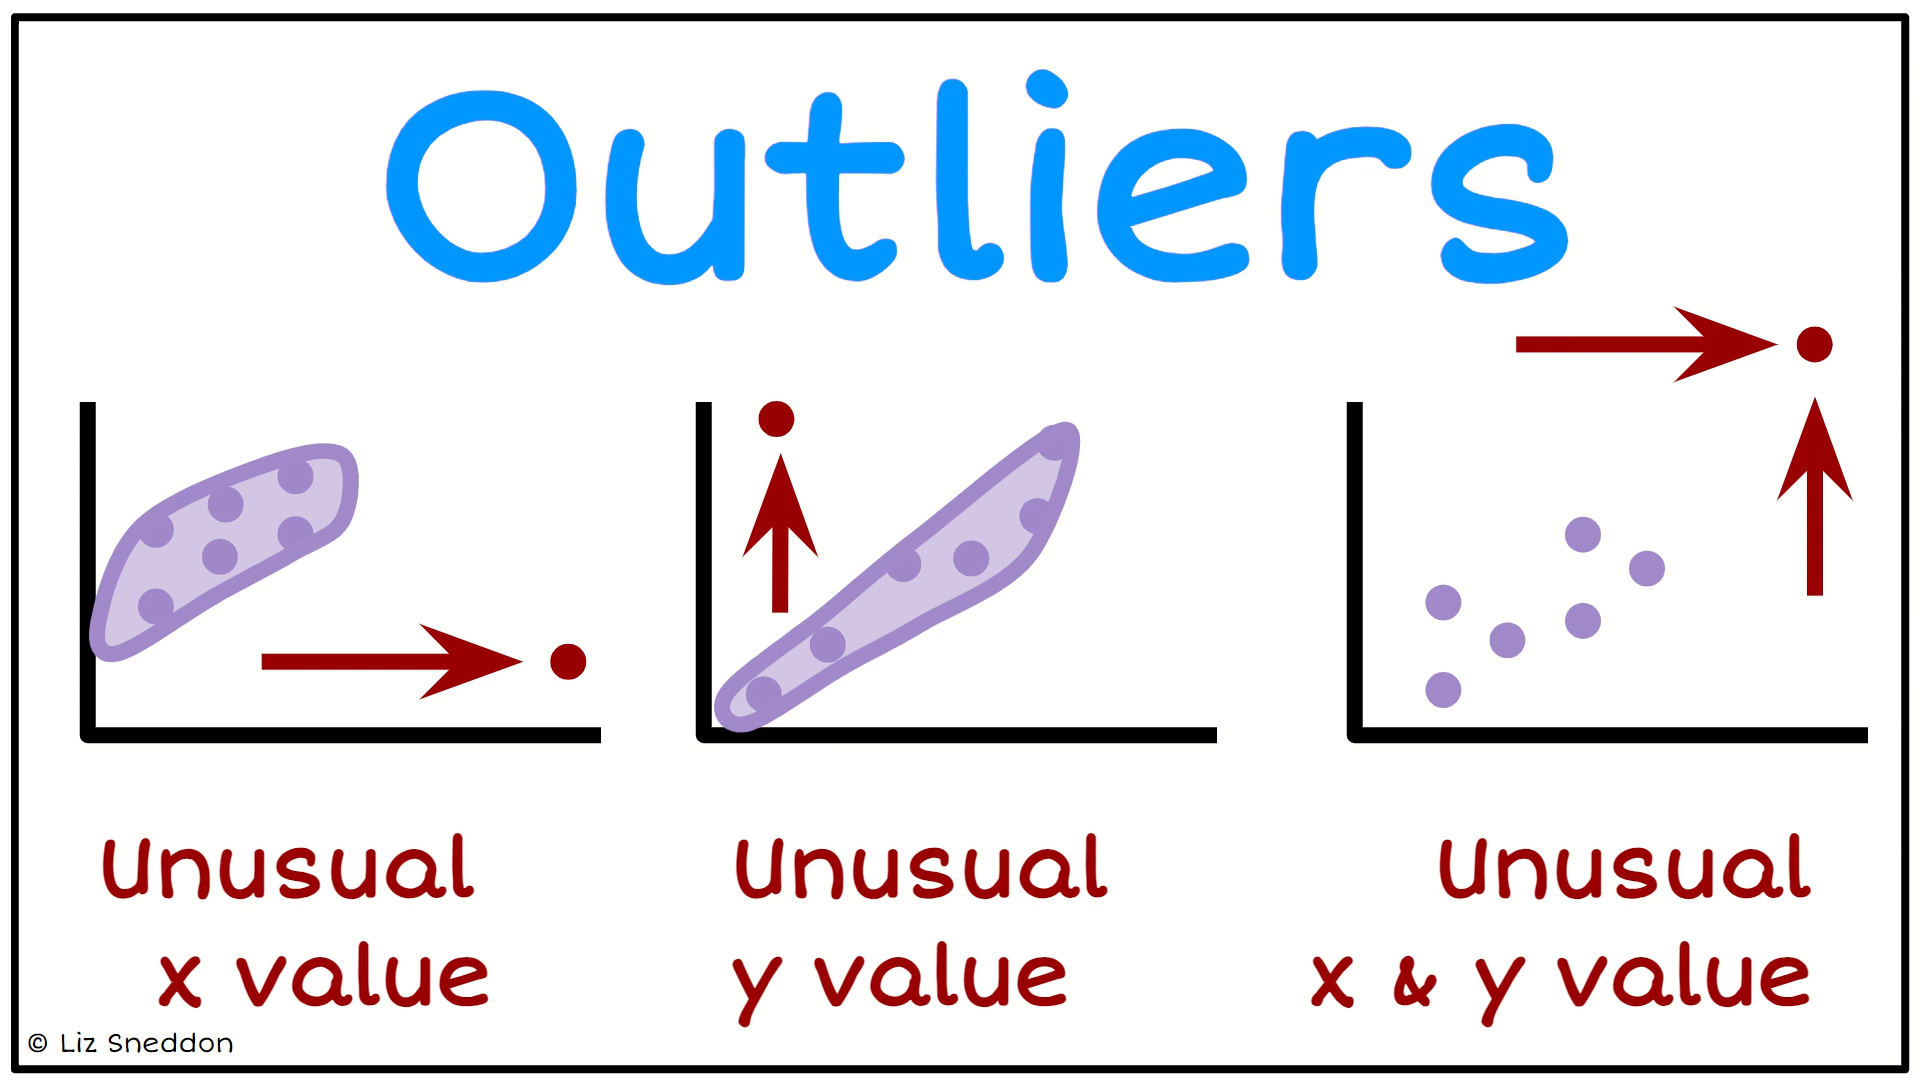 Outliers
Unusual
x value
Unusual
y value
Unusual
x & y value
© Liz Sneddon